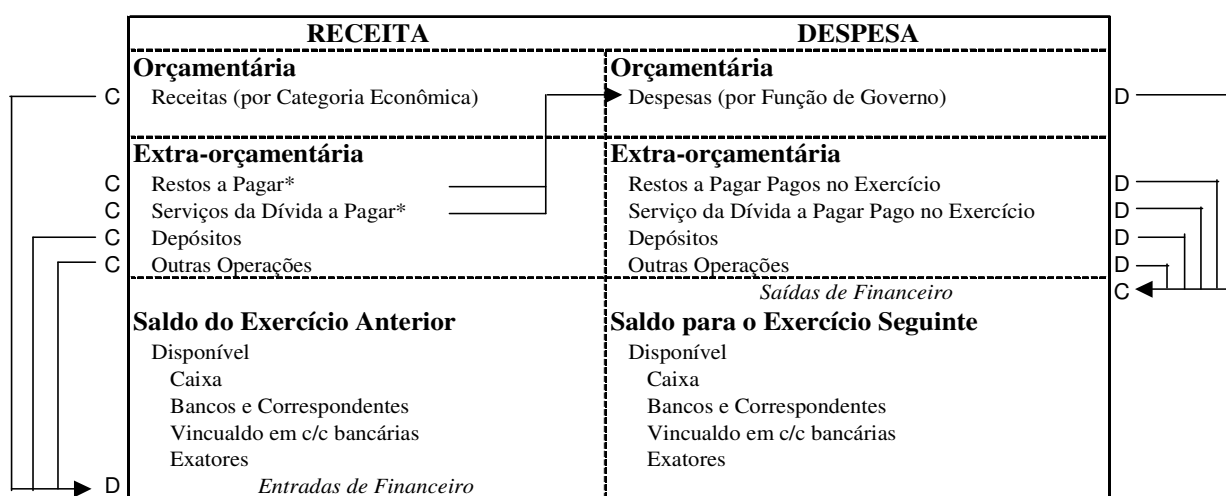 RECEITA DESPESA
Orçamentária Orçamentária
C Receitas (por Categoria Econômica) Despesas (por Função de Governo) D
Extra-orçamentária Extra-orçamentária
C Restos a Pagar* Restos a Pagar Pagos no Exercício D
C Serviços da Dívida a Pagar* Serviço da Dívida a Pagar Pago no Exercício D
C Depósitos Depósitos D
C Outras Operações Outras Operações D
Saídas de Financeiro C
Saldo do Exercício Anterior Saldo para o Exercício Seguinte
Disponível Disponível
Caixa Caixa
Bancos e Correspondentes Bancos e Correspondentes
Vincualdo em c/c bancárias Vincualdo em c/c bancárias
Exatores Exatores
D Entradas de Financeiro